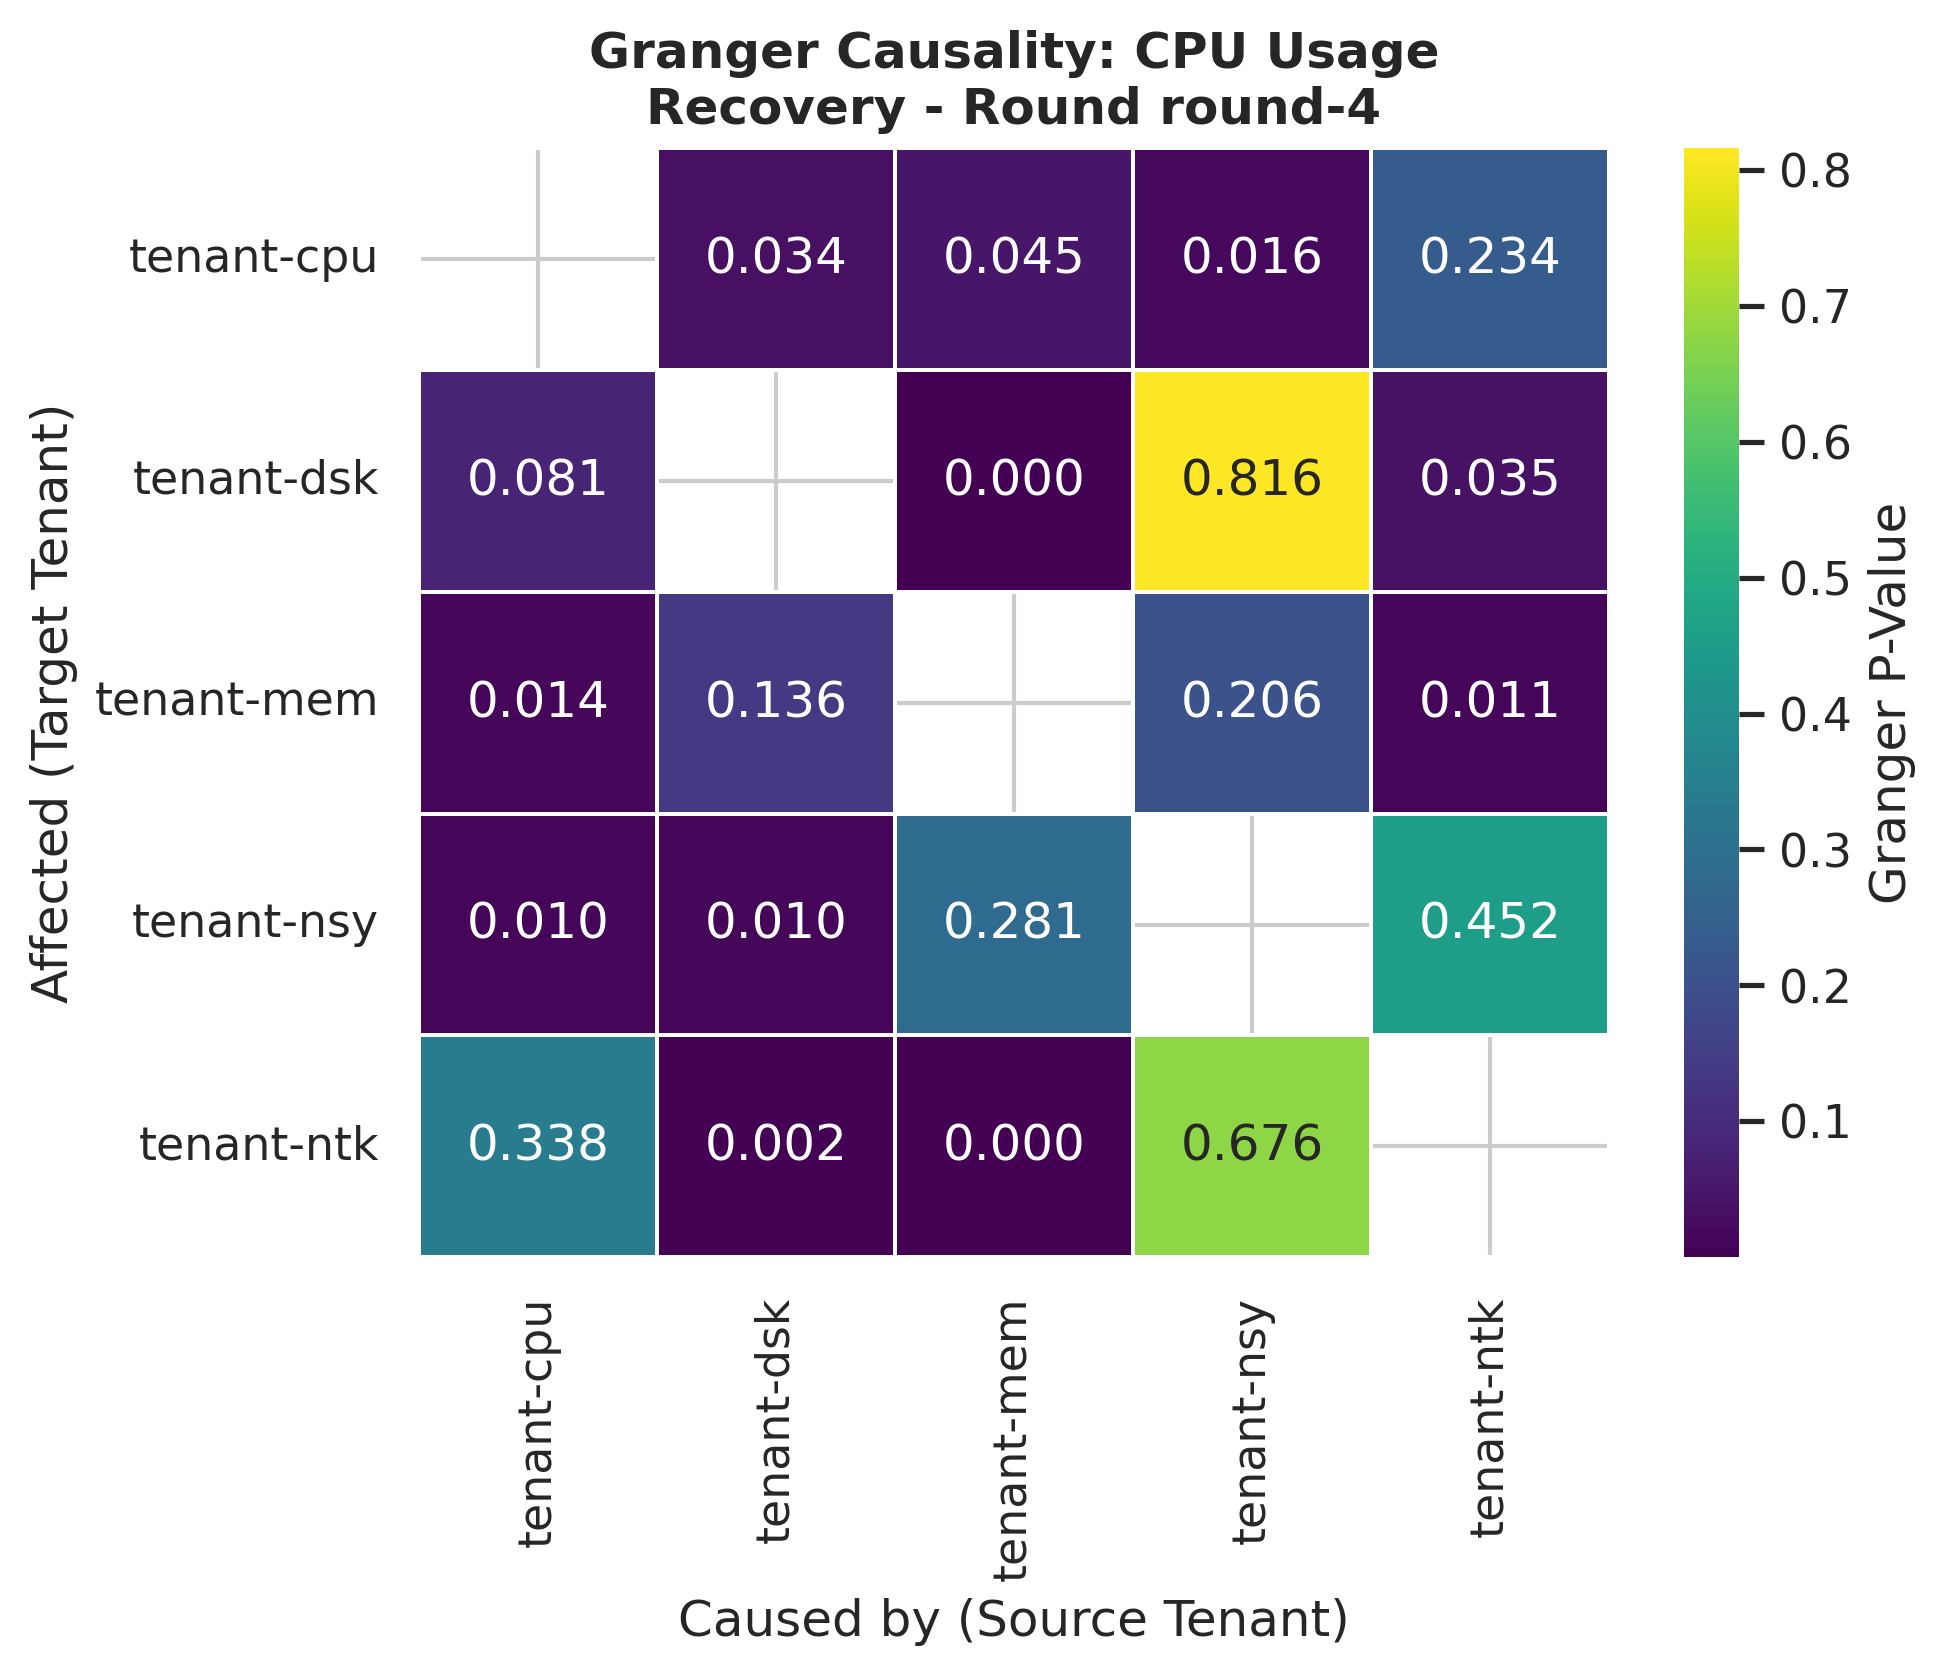 Granger Causality: CPU Usage
Recovery - Round round-4
Affected (Target Tenant)
tenant-cpu 0.034 0.045 0.016 0.234
tenant-dsk 0.081 0.000 0.816 0.035
tenant-mem 0.014 0.136 0.206 0.011
tenant-nsy 0.010 0.010 0.281 0.452
tenant-ntk 0.338 0.002 0.000 0.676
tenant-cpu tenant-dsk tenant-mem tenant-nsy tenant-ntk
Caused by (Source Tenant)
0.8
0.7
0.6
0.5
0.4
0.3
0.2
0.1
Granger P-Value